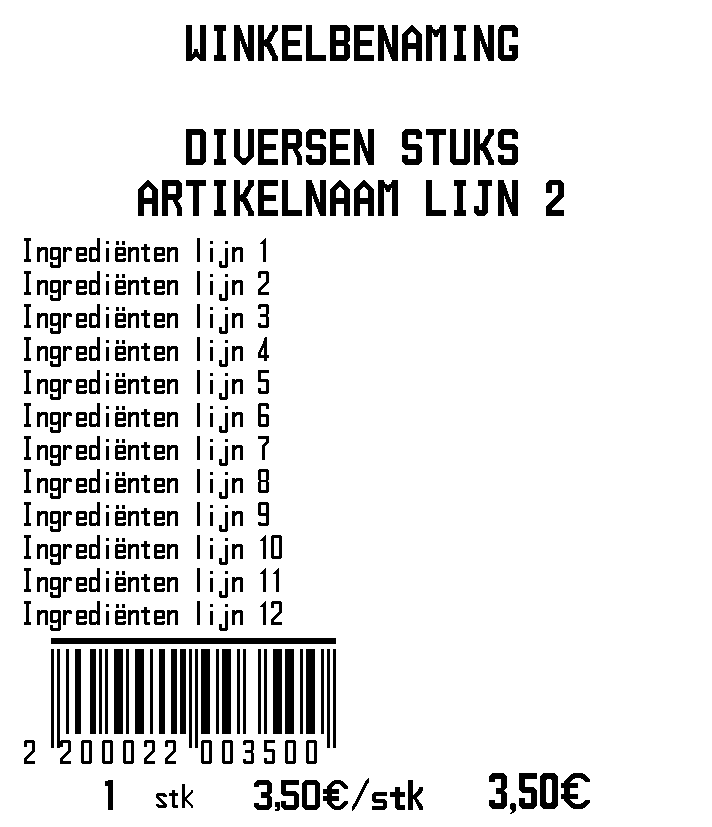 WINKELBENAMING
DIVERSEN STUKS
ARTIKELNAAM LIJN 2
Ingrediënten lijn 1
Ingrediënten lijn 2
Ingrediënten lijn 3
Ingrediënten lijn 4
Ingrediënten lijn 5
Ingrediënten lijn 6
Ingrediënten lijn 7
Ingrediënten lijn 8
Ingrediënten lijn 9
Ingrediënten lijn 10
Ingrediënten lijn 11
Ingrediënten lijn 12
2 200022 003500
1 stk 3,50€/stk 3,50€